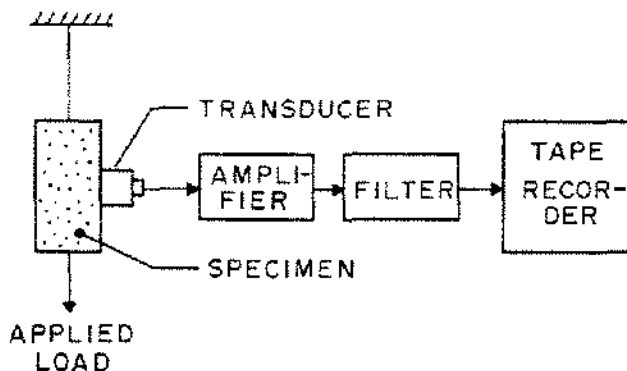 TRANSDUCER
AMPLI-
FIER
FILTER
TAPE
RECOR-
DER
SPECIMEN
APPLIED
LOAD